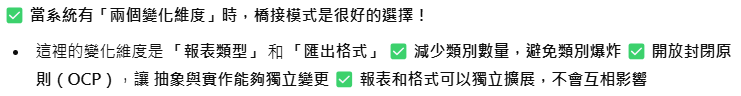 ✅ 當系統有「兩個變化維度」時，橋接模式是很好的選擇！
• 這裡的變化維度是「報表類型」和「匯出格式」 ✅ 減少類別數量，避免類別爆炸 ✅ 開放封閉原
則（OCP），讓 抽象與實作能夠獨立變更 ✅ 報表和格式可以獨立擴展，不會互相影響